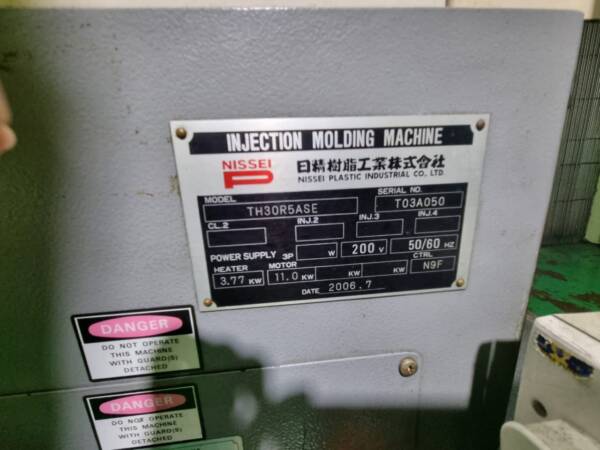 INJECTION MOLDING MACHINE
NISSEI
P
日精樹脂工業株式会社
NISSEI PLASTIC INDUSTRIAL CO., LTD.
MODEL TH30R5ASE SERIAL NO. T03A050
CL.2 INJ.2 INJ.3 INJ.4
POWER SUPPLY 3P W 200 V 50/60 HZ
HEATER 3.77 KW MOTOR 11.0 KW KW KW CTRL N9F
DATE 2006.7
DANGER
DO NOT OPERATE
THIS MACHINE
WITH GUARD(S)
DETACHED
DANGER
DO NOT OPERATE
THIS MACHINE
WITH GUARD(S)
DETACHED